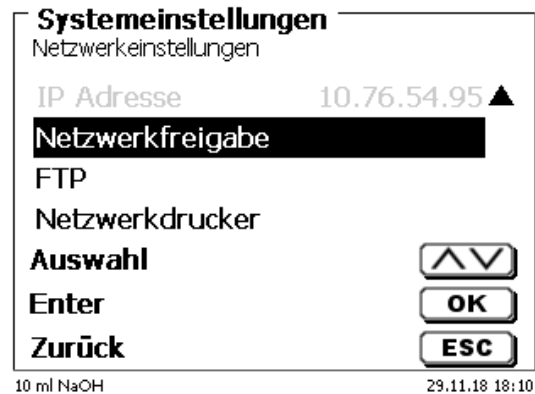 Systemeinstellungen
Netzwerkeinstellungen
IP Adresse 10.76.54.95
Netzwerkfreigabe
FTP
Netzwerkdrucker
Auswahl
Enter OK
Zurück ESC
10 ml NaOH 29.11.18 18:10